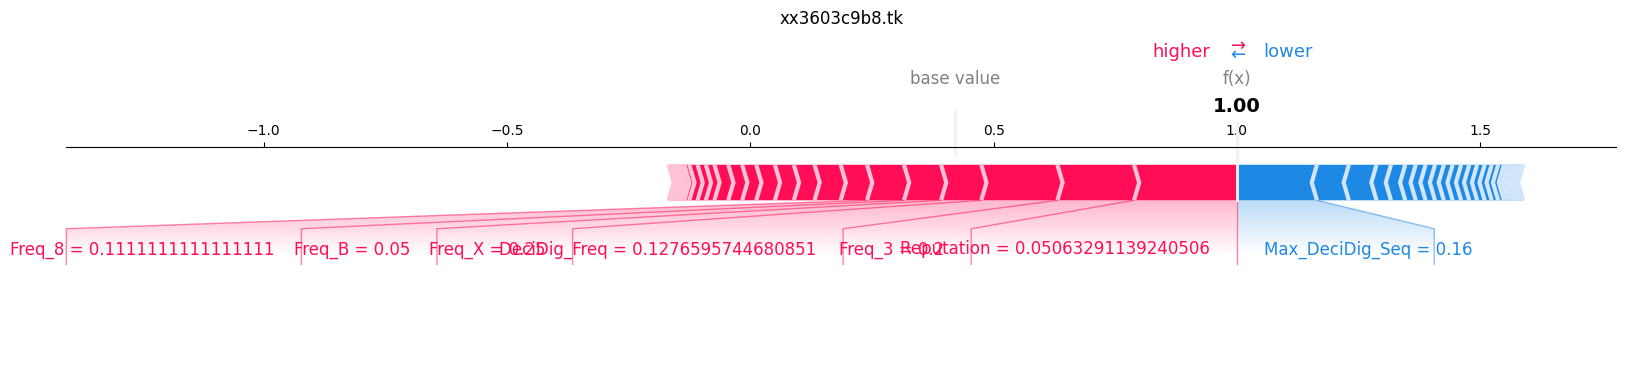 xx3603c9b8.tk
higher → ← lower
base value f(x)
1.00
−1.0 −0.5 0.0 0.5 1.0 1.5
Freq_8 = 0.1111111111111111 Freq_B = 0.05 Freq_X = 0.25 DeciDig_Freq = 0.1276595744680851 Freq_3 = 0.2 Reputation = 0.05063291139240506 Max_DeciDig_Seq = 0.16